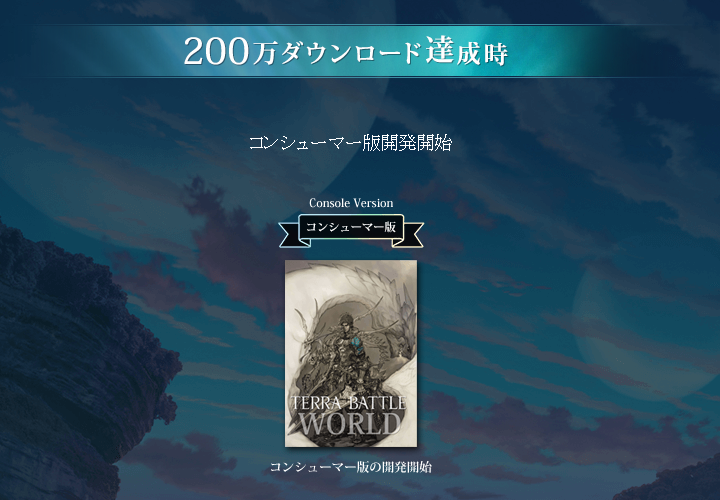 200万ダウンロード達成時
コンシューマー版開発開始
Console Version
コンシューマー版
TERRA BATTLE
WORLD
コンシューマー版の開発開始